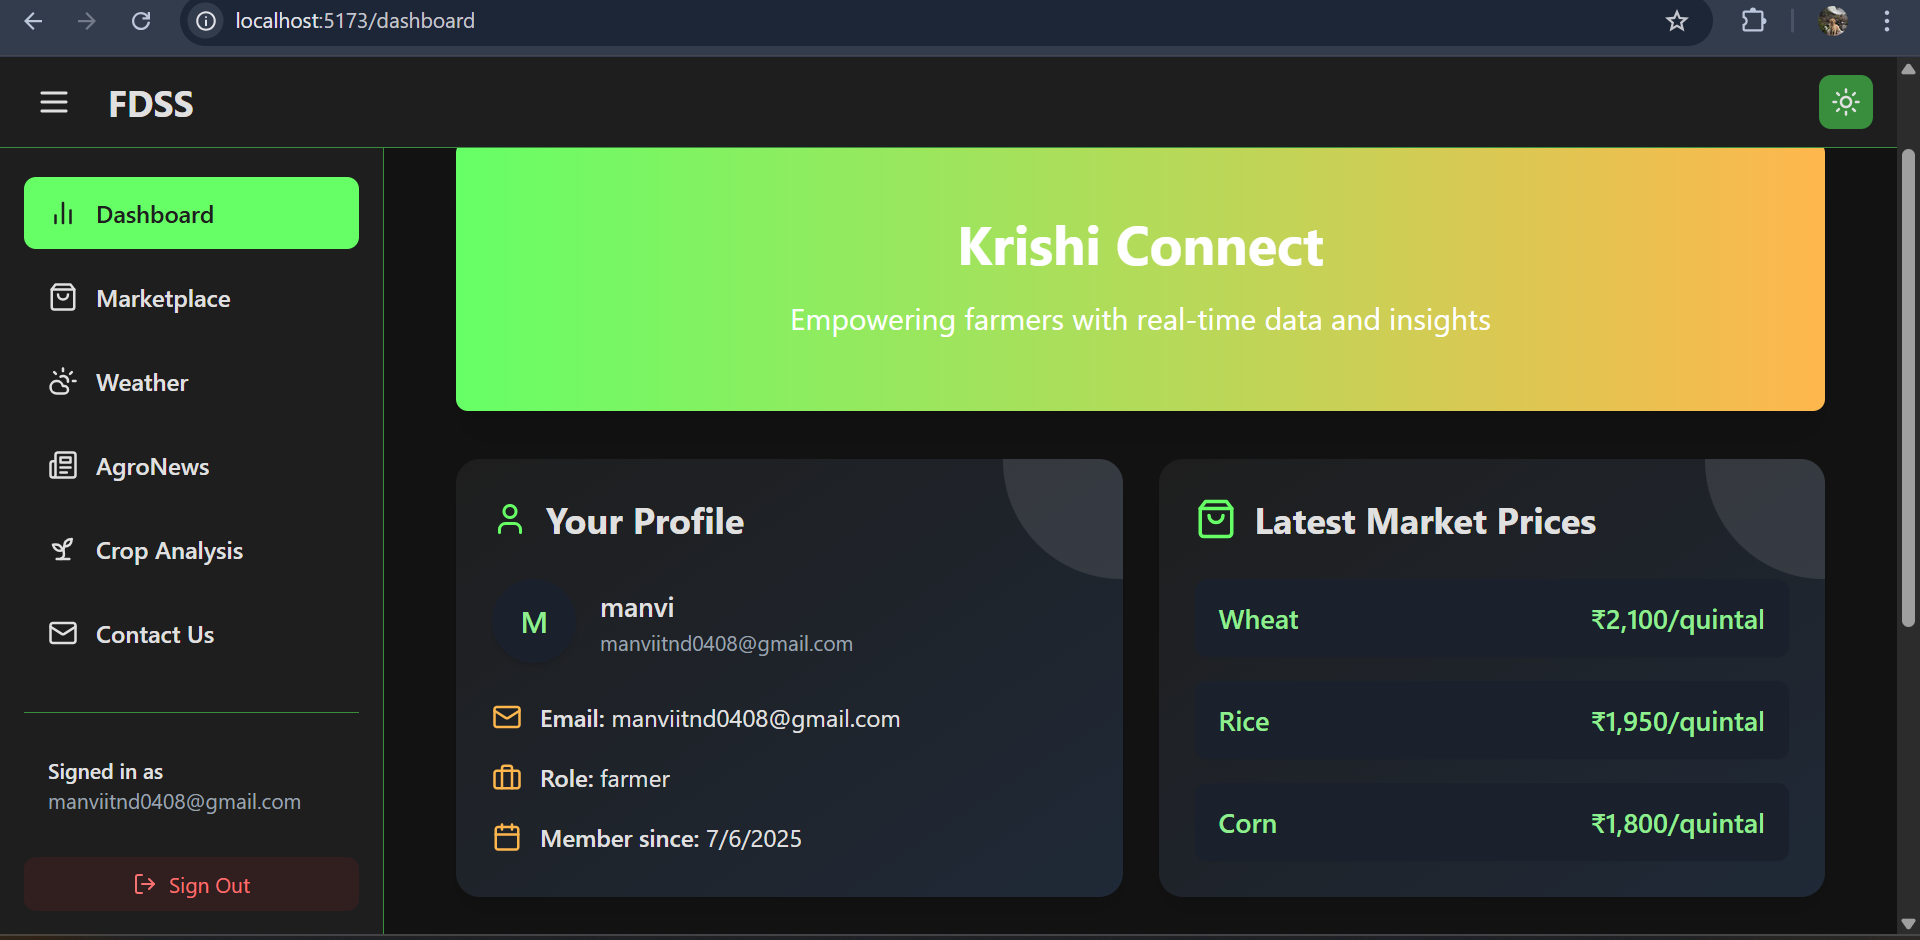 localhost:5173/dashboard
FDSS
Dashboard
Marketplace
Weather
AgroNews
Crop Analysis
Contact Us
Signed in as
manviitnd0408@gmail.com
Sign Out
Krishi Connect
Empowering farmers with real-time data and insights
Your Profile
M
manvi
manviitnd0408@gmail.com
Email: manviitnd0408@gmail.com
Role: farmer
Member since: 7/6/2025
Latest Market Prices
Wheat ₹2,100/quintal
Rice ₹1,950/quintal
Corn ₹1,800/quintal